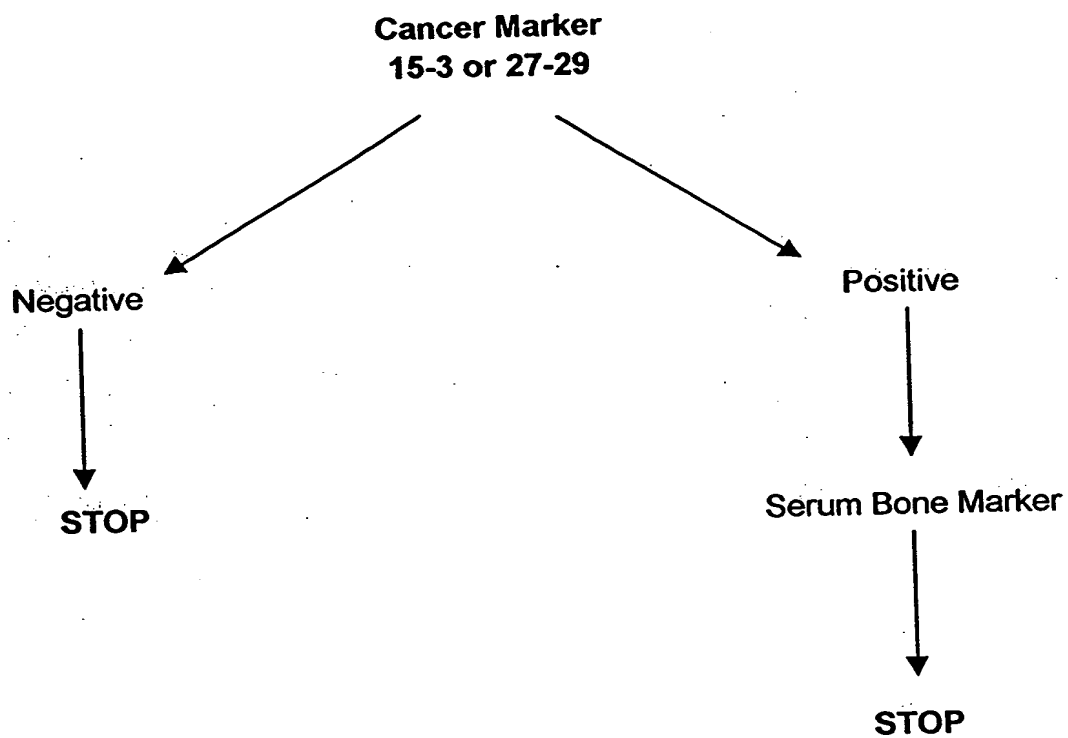 Cancer Marker
15-3 or 27-29
Negative
Positive
STOP
Serum Bone Marker
STOP